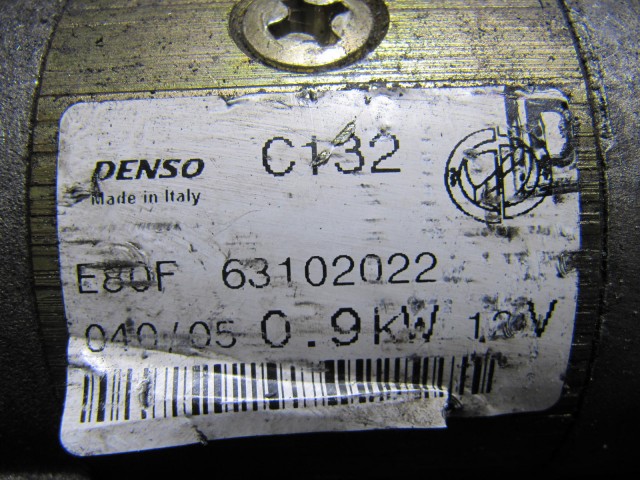 DENSO C132
Made in Italy
E80F 63102022
040/05 0.9kW 12V